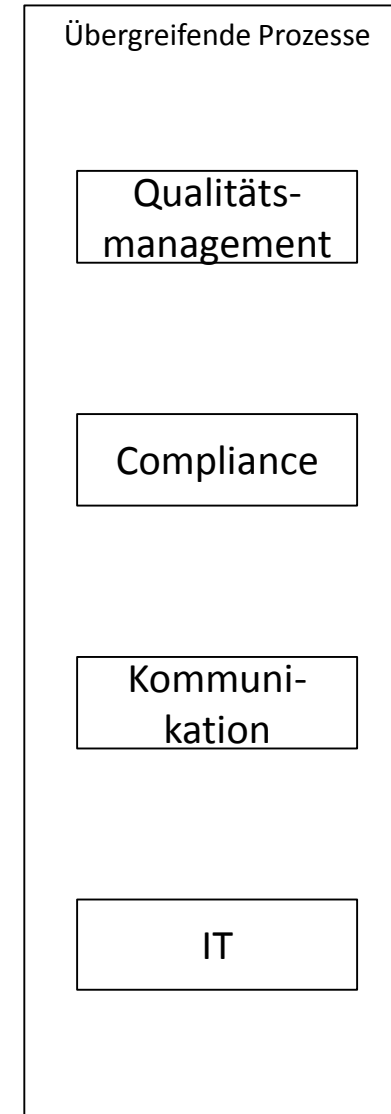 Übergreifende Prozesse
Qualitäts-
management
Compliance
Kommuni-
kation
IT